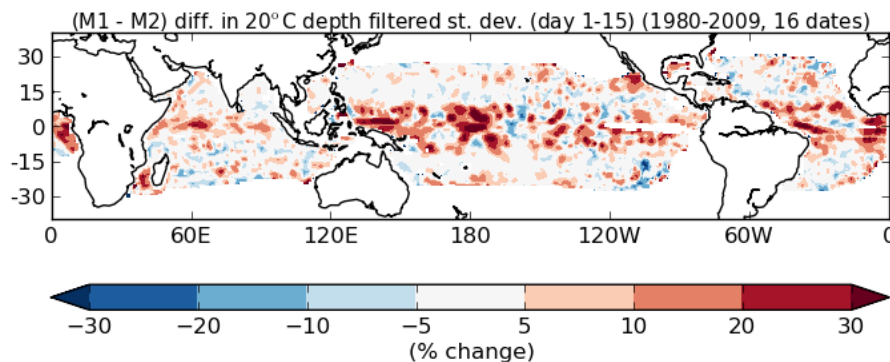 (M1 - M2) diff. in 20°C depth filtered st. dev. (day 1-15) (1980-2009, 16 dates)
30
15
0
-15
-30
0 60E 120E 180 120W 60W 0
−30 −20 −10 −5 5 10 20 30
(% change)